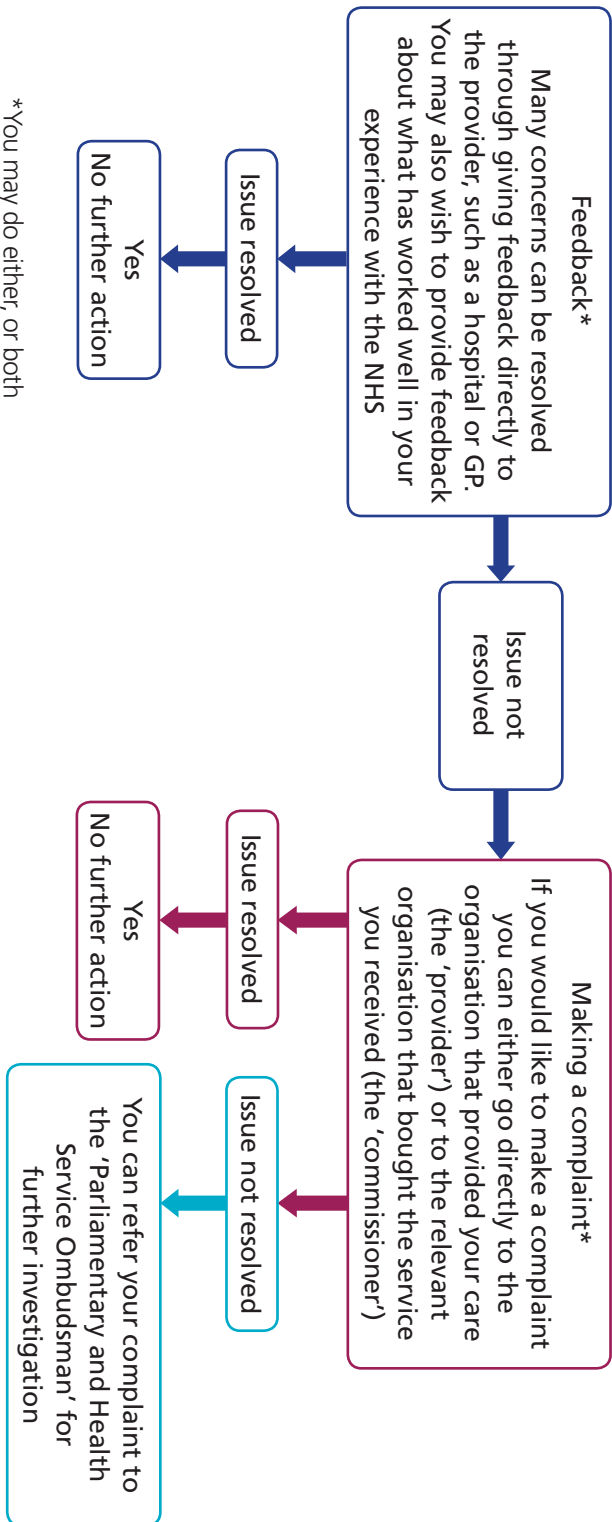 Feedback*
Many concerns can be resolved
through giving feedback directly to
the provider, such as a hospital or GP.
You may also wish to provide feedback
about what has worked well in your
experience with the NHS
Issue resolved
Yes
No further action
Issue not
resolved
Making a complaint*
If you would like to make a complaint
you can either go directly to the
organisation that provided your care
(the ‘provider’) or to the relevant
organisation that bought the service
you received (the ‘commissioner’)
Issue resolved
Yes
No further action
Issue not resolved
You can refer your complaint to
the ‘Parliamentary and Health
Service Ombudsman’ for
further investigation
*You may do either, or both